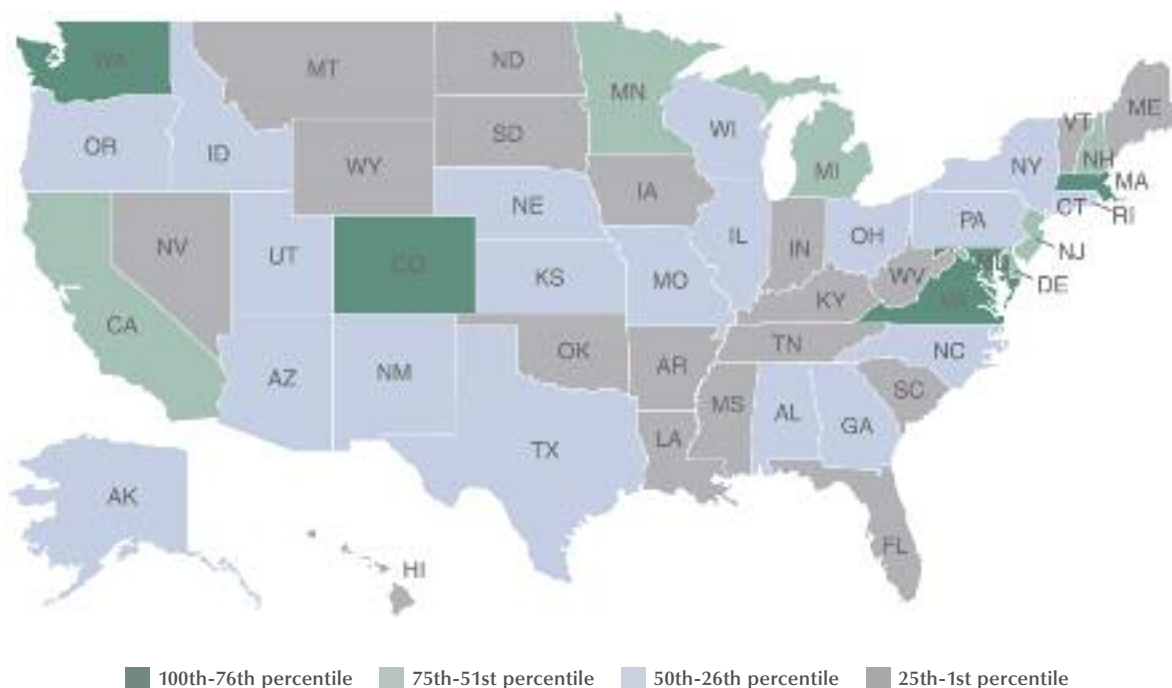 WA
MT
ND
MN
ME
VT
NH
OR
ID
SD
WI
NY
WY
MI
MA
IA
CT
RI
NE
PA
NV
UT
IL
IN
OH
NJ
CO
KS
MO
WV
MD
DE
KY
VA
CA
TN
NC
OK
AZ
NM
AR
SC
MS
AL
GA
LA
TX
AK
FL
HI
100th-76th percentile
75th-51st percentile
50th-26th percentile
25th-1st percentile